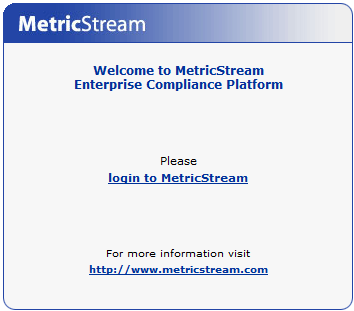 MetricStream
Welcome to MetricStream
Enterprise Compliance Platform
Please
login to MetricStream
For more information visit
http://www.metricstream.com